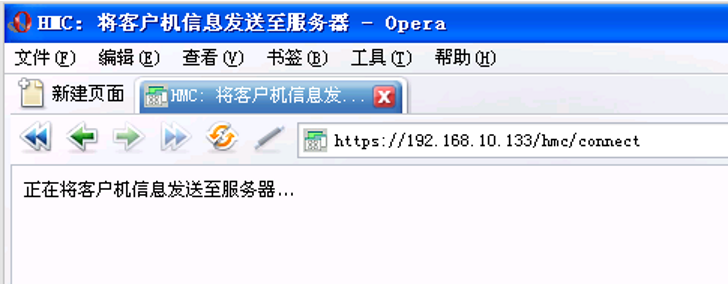 HMC: 将客户机信息发送至服务器 - Opera
文件(F) 编辑(E) 查看(V) 书签(B) 工具(T) 帮助(H)
新建页面 HMC: 将客户机信息发...
https://192.168.10.133/hmc/connect
正在将客户机信息发送至服务器...